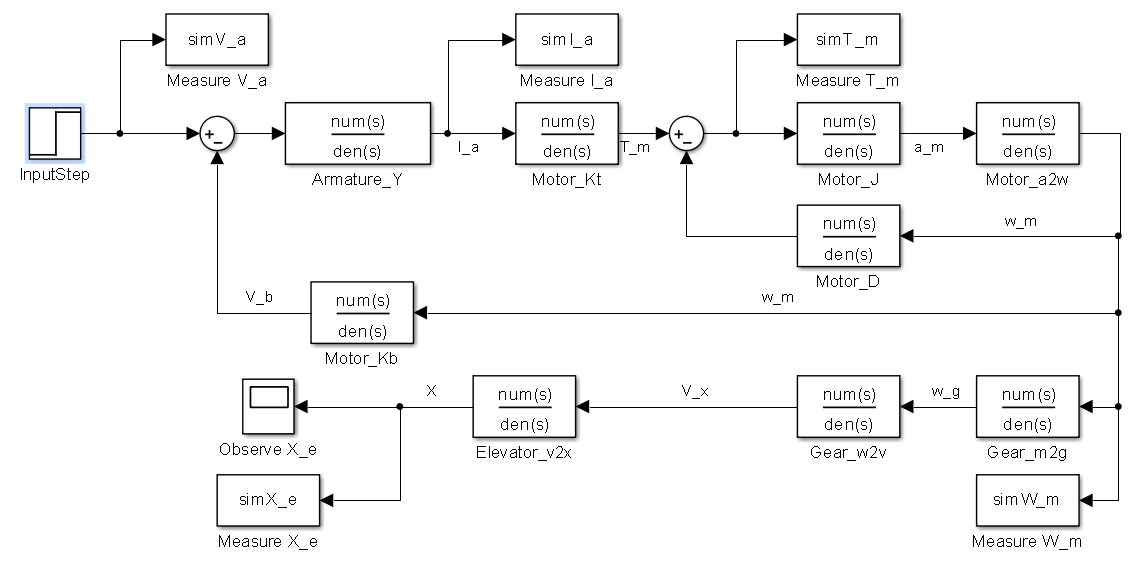 simV_a
Measure V_a
simI_a
Measure I_a
simT_m
Measure T_m
InputStep
+
−
num(s)
den(s)
Armature_Y
I_a
num(s)
den(s)
Motor_Kt
T_m
+
−
num(s)
den(s)
Motor_J
a_m
num(s)
den(s)
Motor_a2w
num(s)
den(s)
Motor_D
w_m
V_b
num(s)
den(s)
Motor_Kb
w_m
Observe X_e
X
num(s)
den(s)
Elevator_v2x
V_x
num(s)
den(s)
Gear_w2v
w_g
num(s)
den(s)
Gear_m2g
simX_e
Measure X_e
simW_m
Measure W_m